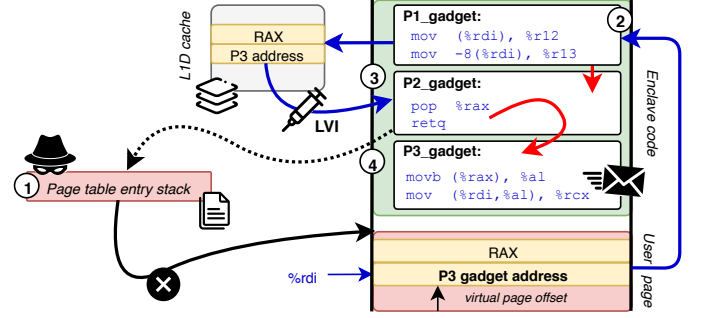 L1D cache
RAX
P3 address
LVI
P1_gadget:
mov (%rdi), %r12
mov -8(%rdi), %r13
2
3
P2_gadget:
pop %rax
retq
4
P3_gadget:
movb (%rax), %al
mov (%rdi,%al), %rcx
Enclave code
1
Page table entry stack
%rdi
RAX
P3 gadget address
virtual page offset
User page